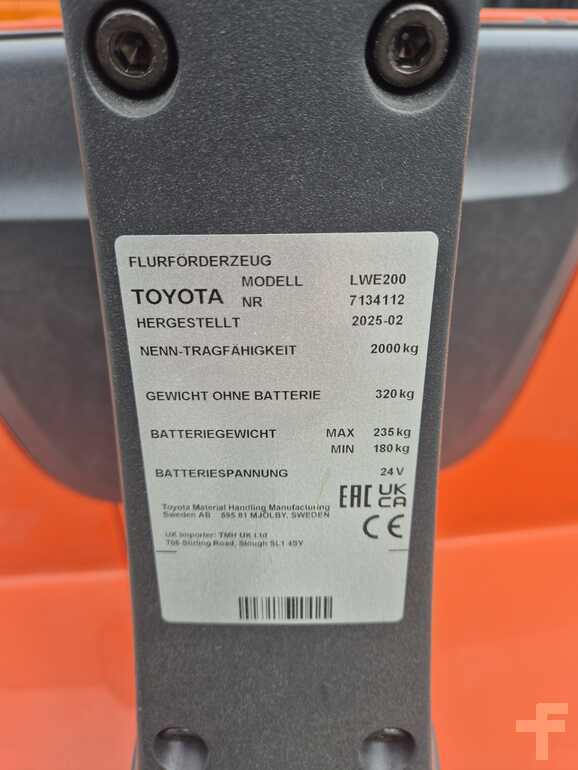 FLURFÖRDERZEUG
MODELL LWE200
TOYOTA NR 7134112
HERGESTELLT 2025-02
NENN-TRAGFÄHIGKEIT 2000 kg
GEWICHT OHNE BATTERIE 320 kg
BATTERIEGEWICHT MAX 235 kg
MIN 180 kg
BATTERIESPANNUNG 24 V
Toyota Material Handling Manufacturing
Sweden AB 595 81 MJÖLBY, SWEDEN
EAC UK CA
CE
UK importer: TMH UK Ltd
706 Stirling Road, Slough SL1 4SY